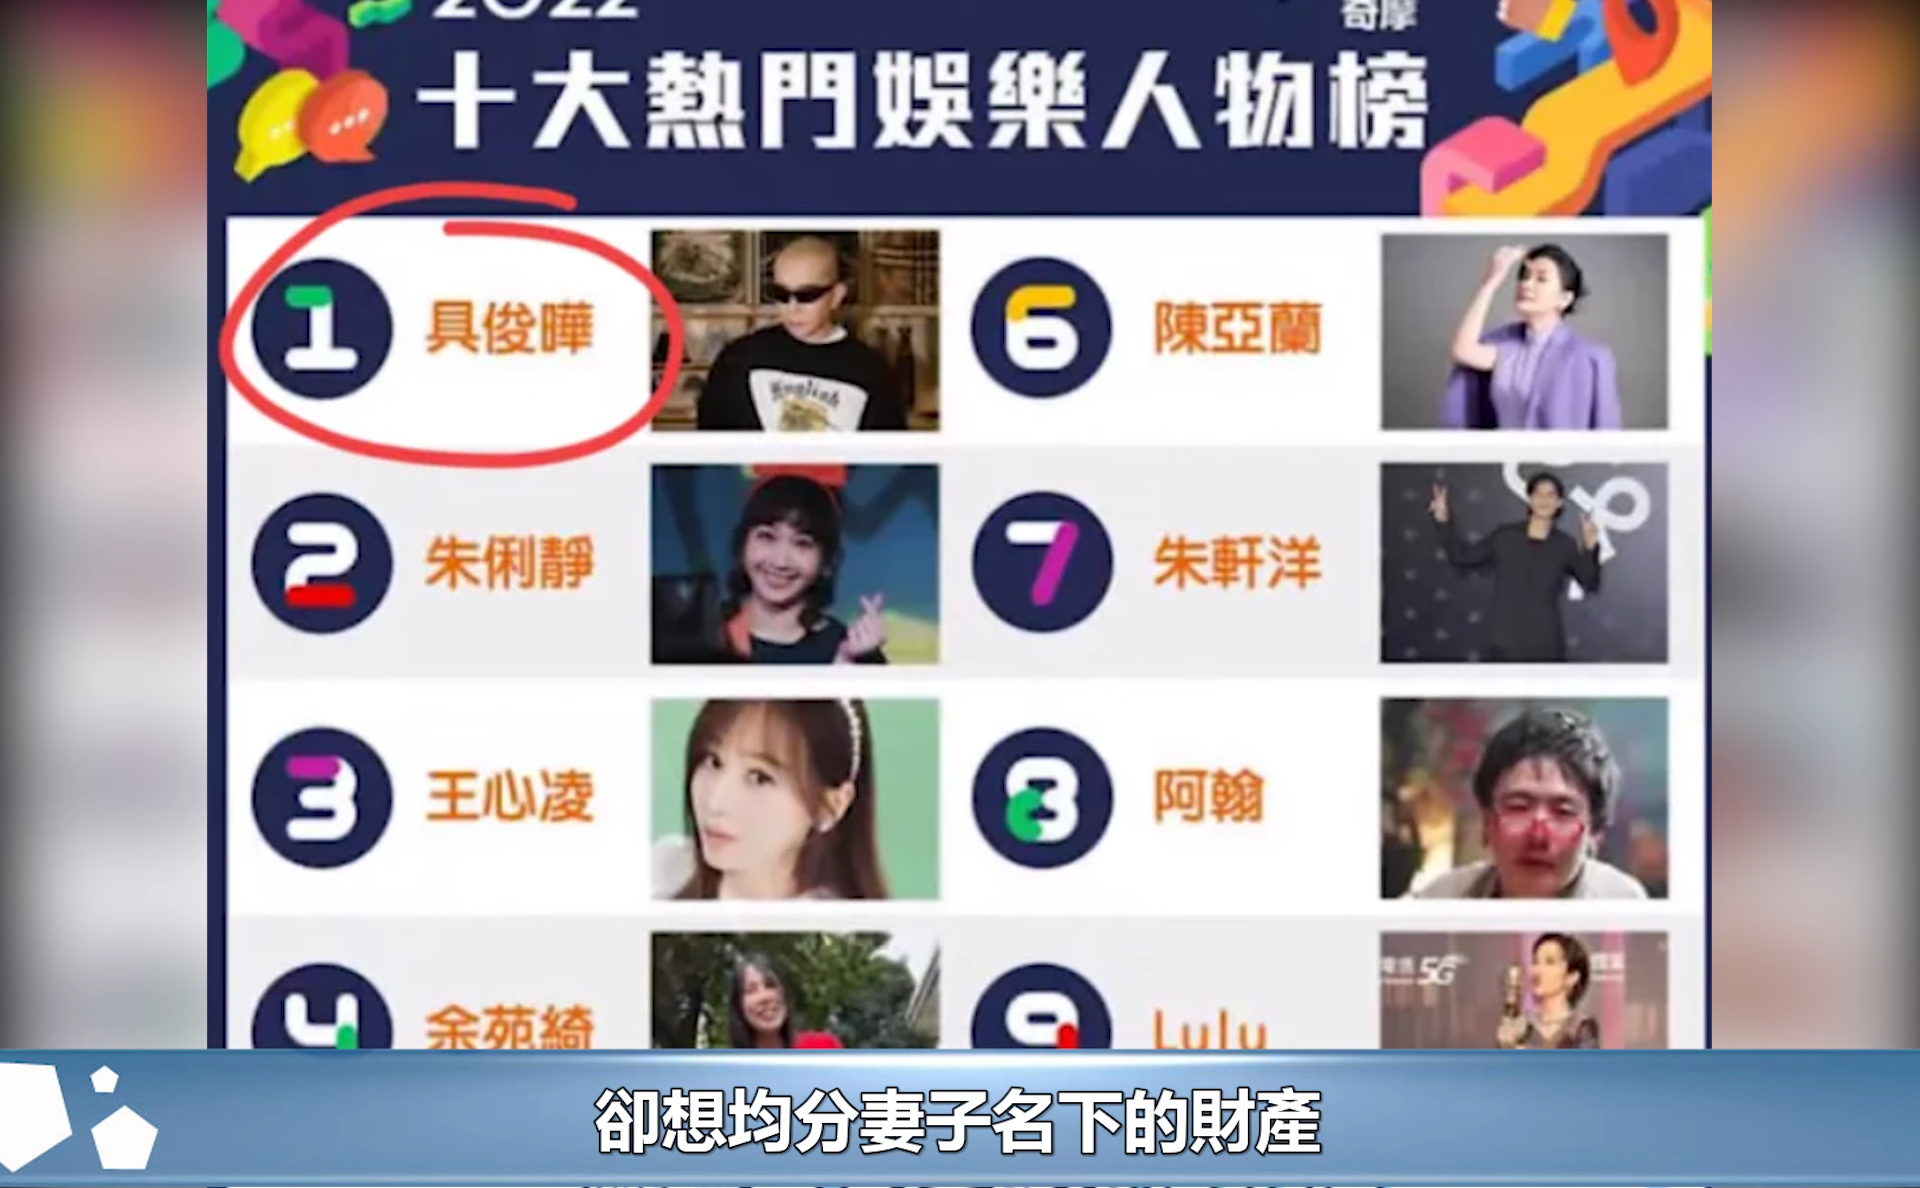 2022
奇摩
十大熱門娛樂人物榜
1 具俊曄
English
6 陳亞蘭
2 朱俐靜
7 朱軒洋
3 王心凌
8 阿翰
4 余苑綺
9 Lulu
5G
卻想均分妻子名下的財產